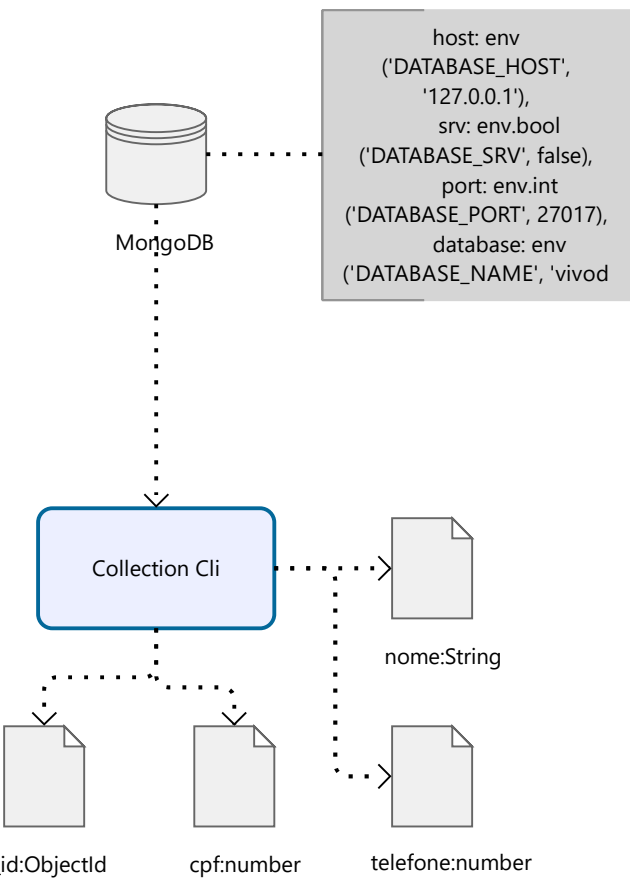 host: env
('DATABASE_HOST',
'127.0.0.1'),
srv: env.bool
('DATABASE_SRV', false),
port: env.int
('DATABASE_PORT', 27017),
database: env
('DATABASE_NAME', 'vivod
MongoDB
Collection Cli
nome:String
_id:ObjectId
cpf:number
telefone:number